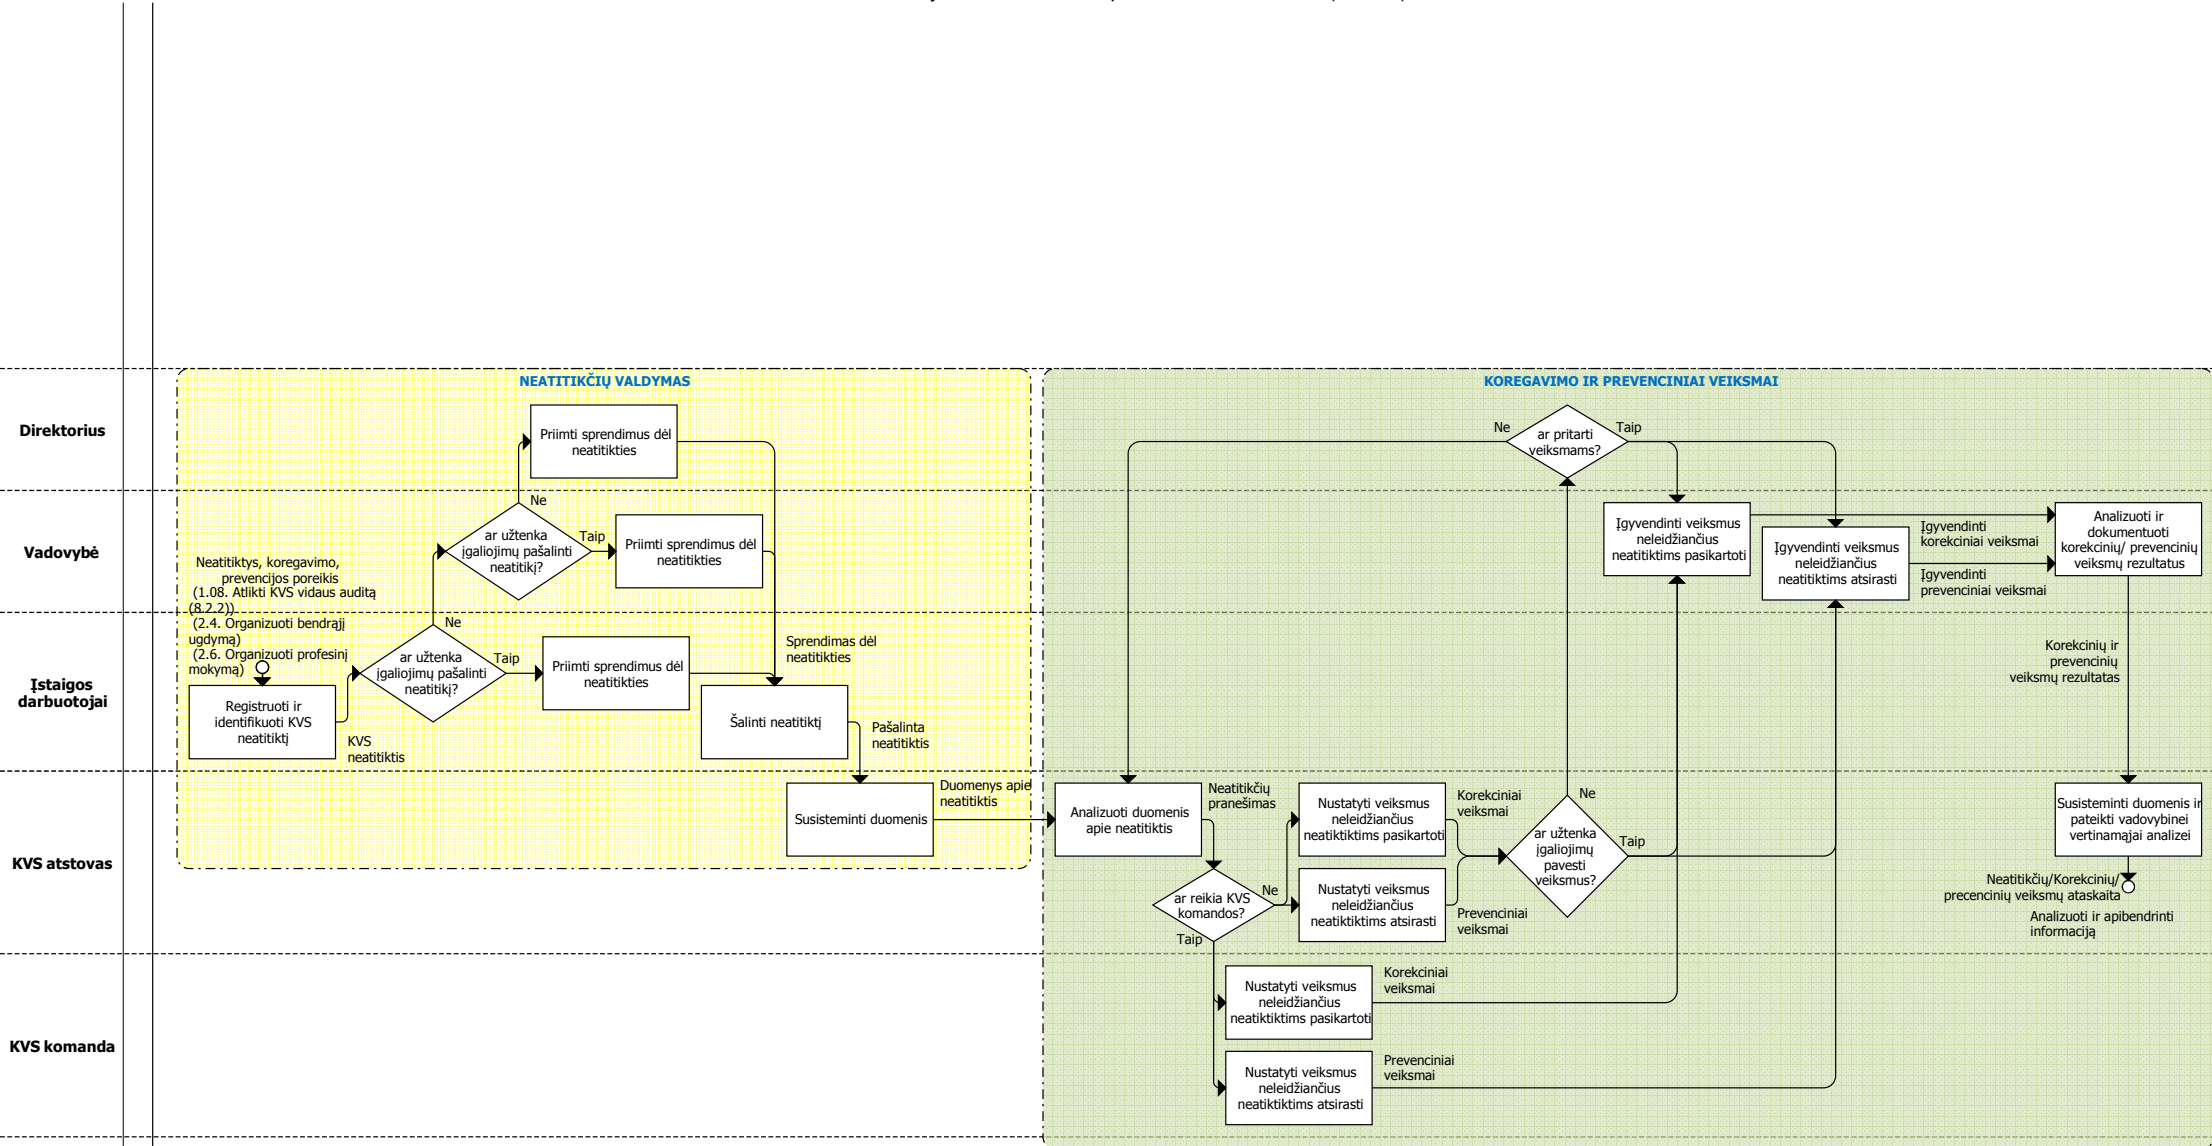 NEATITIKČIŲ VALDYMAS
KOREGAVIMO IR PREVENCINIAI VEIKSMAI
Direktorius
Priimti sprendimus dėl
neatitikties
Ne
ar pritarti
veiksmams?
Taip
Vadovybė
Ne
ar užtenka
įgaliojimų pašalinti
neatitikį?
Taip
Priimti sprendimus dėl
neatitikties
Įgyvendinti veiksmus
neleidžiančius
neatitiktims pasikartoti
Įgyvendinti veiksmus
neleidžiančius
neatitiktims atsirasti
Įgyvendinti
korekciniai veiksmai
Įgyvendinti
prevenciniai veiksmai
Analizuoti ir
dokumentuoti
korekcinių/ prevencinių
veiksmų rezultatus
Neatitiktys, koregavimo,
prevencijos poreikis
(1.08. Atlikti KVS vidaus auditą
(8.2.2))
(2.4. Organizuoti bendrąjį
ugdymą)
(2.6. Organizuoti profesinį
mokymą)
Įstaigos
darbuotojai
Registruoti ir
identifikuoti KVS
neatitiktį
KVS
neatitiktis
Ne
ar užtenka
įgaliojimų pašalinti
neatitikį?
Taip
Priimti sprendimus dėl
neatitikties
Sprendimas dėl
neatitikties
Šalinti neatitiktį
Pašalinta
neatitiktis
Korekcinių ir
prevencinių
veiksmų rezultatas
KVS atstovas
Susisteminti duomenis
Duomenys apie
neatitiktis
Analizuoti duomenis
apie neatitiktis
Neatitikčių
pranešimas
ar reikia KVS
komandos?
Ne
Taip
Nustatyti veiksmus
neleidžiančius
neatiktiktims pasikartoti
Korekciniai
veiksmai
Nustatyti veiksmus
neleidžiančius
neatiktiktims atsirasti
Prevenciniai
veiksmai
Ne
ar užtenka
įgaliojimų
pavesti
veiksmus?
Taip
Susisteminti duomenis ir
pateikti vadovybinei
vertinamąjai analizei
Neatitikčių/Korekcinių/
precencinių veiksmų ataskaita
Analizuoti ir apibendrinti
informaciją
KVS komanda
Nustatyti veiksmus
neleidžiančius
neatiktiktims pasikartoti
Korekciniai
veiksmai
Nustatyti veiksmus
neleidžiančius
neatiktiktims atsirasti
Prevenciniai
veiksmai